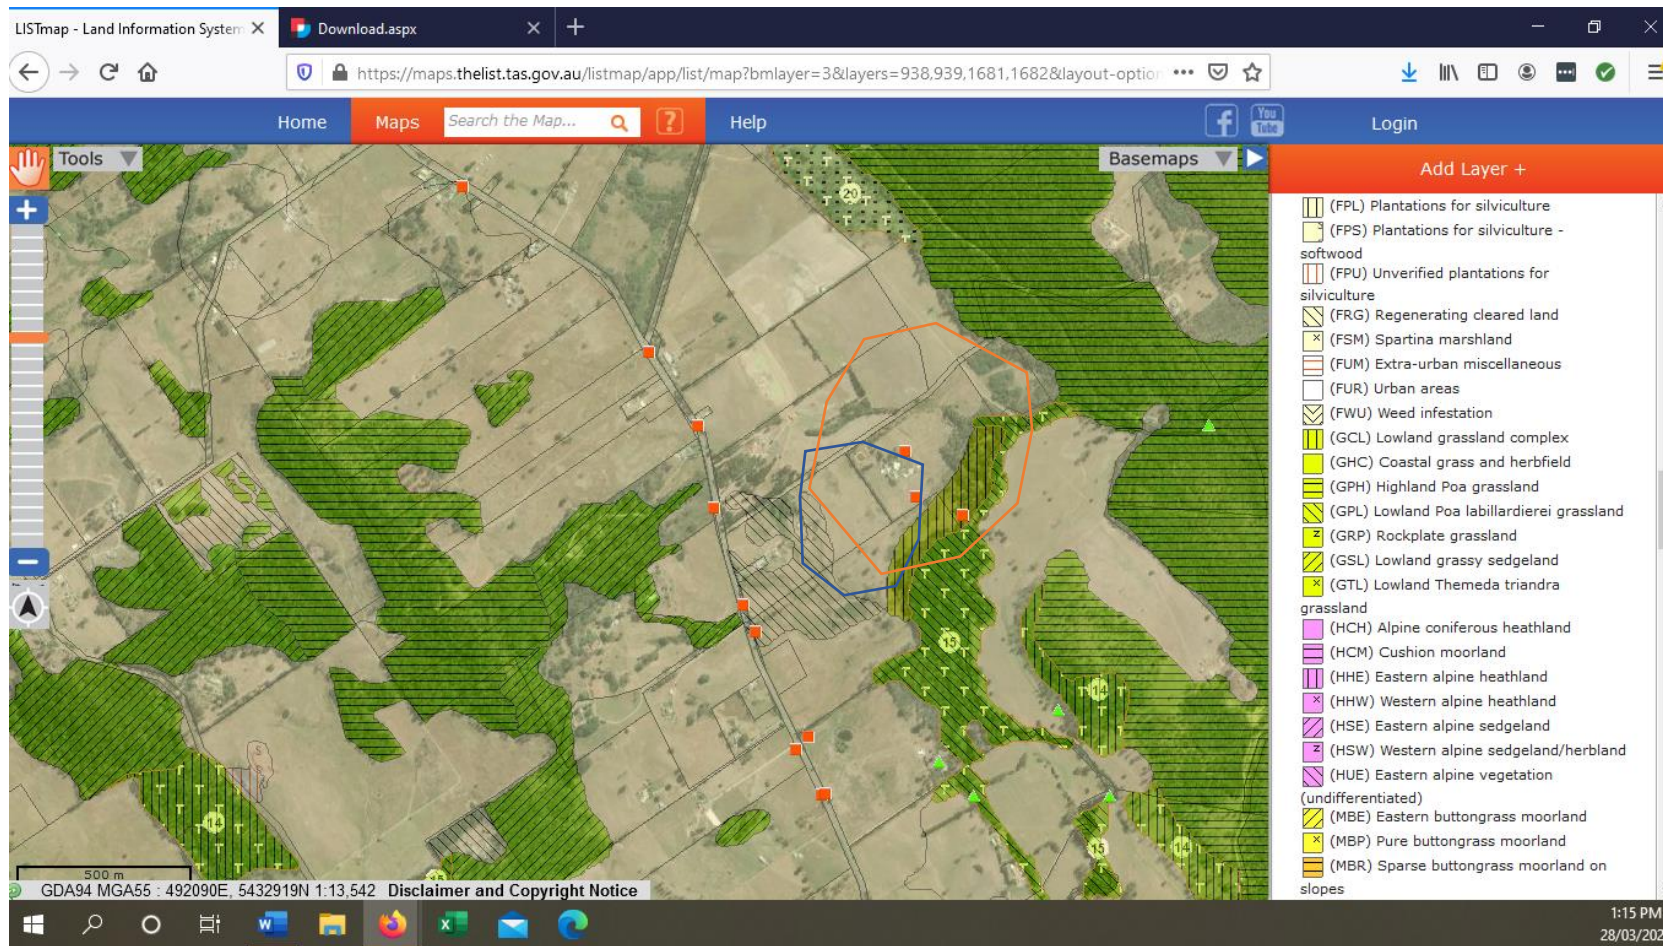 LISTmap - Land Information System
Download.aspx
https://maps.thelist.tas.gov.au/listmap/app/list/map?bmlayer=3&layers=938,939,1681,1682&layout-option
Home
Maps
Search the Map...
?
Help
You
Tube
Login
Tools
Basemaps
Add Layer +
(FPL) Plantations for silviculture
(FPS) Plantations for silviculture -
softwood
(FPU) Unverified plantations for
silviculture
(FRG) Regenerating cleared land
(FSM) Spartina marshland
(FUM) Extra-urban miscellaneous
(FUR) Urban areas
(FWU) Weed infestation
(GCL) Lowland grassland complex
(GHC) Coastal grass and herbfield
(GPH) Highland Poa grassland
(GPL) Lowland Poa labillardierei grassland
(GRP) Rockplate grassland
(GSL) Lowland grassy sedgeland
(GTL) Lowland Themeda triandra
grassland
(HCH) Alpine coniferous heathland
(HCM) Cushion moorland
(HHE) Eastern alpine heathland
(HHW) Western alpine heathland
(HSE) Eastern alpine sedgeland
(HSW) Western alpine sedgeland/herbland
(HUE) Eastern alpine vegetation
(undifferentiated)
(MBE) Eastern buttongrass moorland
(MBP) Pure buttongrass moorland
(MBR) Sparse buttongrass moorland on
slopes
20
15
14
14
15
14
500 m
GDA94 MGA55 : 492090E, 5432919N 1:13,542 Disclaimer and Copyright Notice
1:15 PM
28/03/202